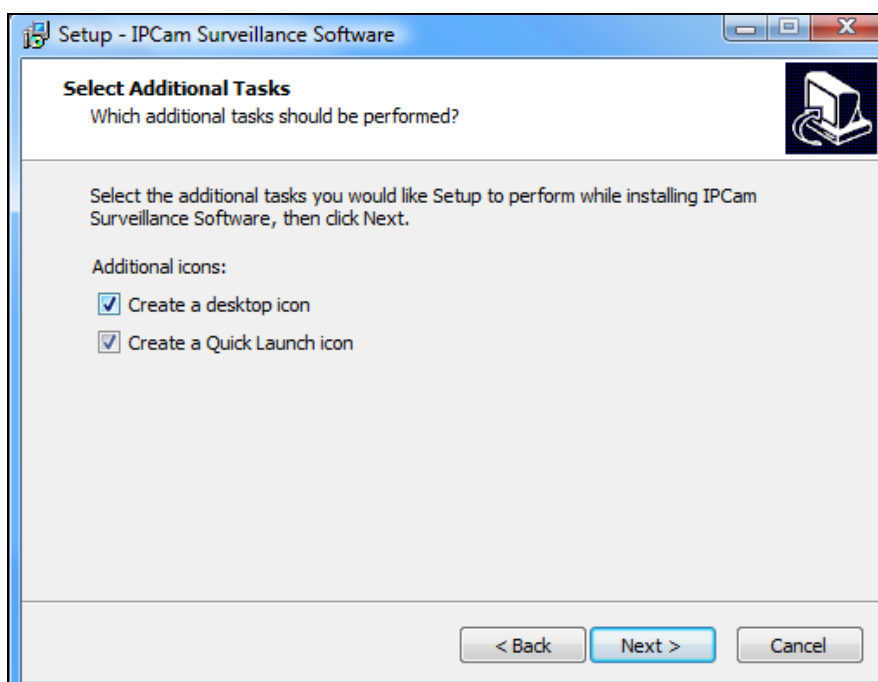 Setup - IPCam Surveillance Software
Select Additional Tasks
Which additional tasks should be performed?
Select the additional tasks you would like Setup to perform while installing IPCam
Surveillance Software, then click Next.
Additional icons:
Create a desktop icon
Create a Quick Launch icon
< Back Next > Cancel